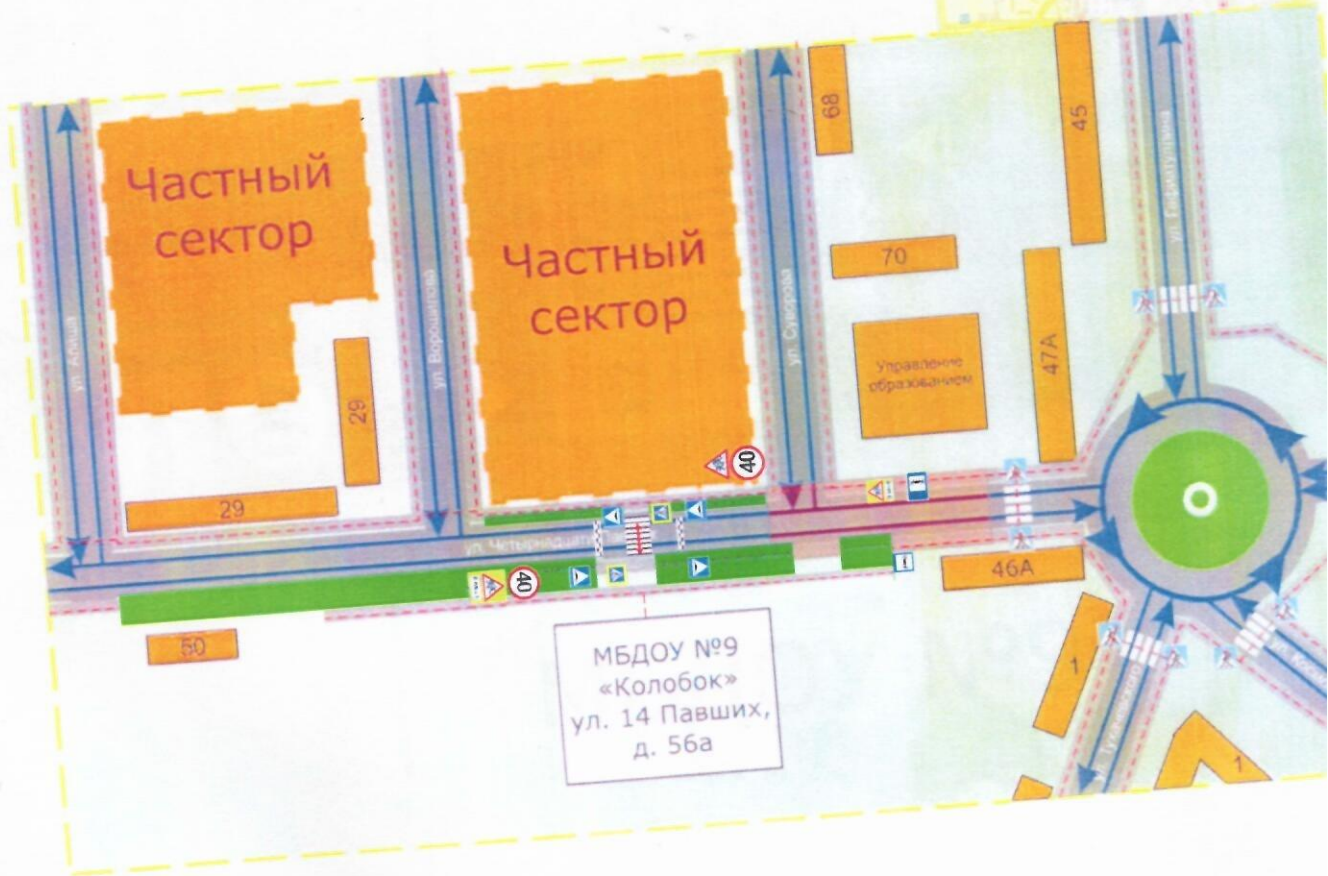 Частный
сектор
Частный
сектор
68
45
70
47А
Управление
образованием
ул. Ворошилова
ул. Суворова
29
29
40
40
46А
50
1
1
МБДОУ №9
«Колобок»
ул. 14 Павших,
д. 56а